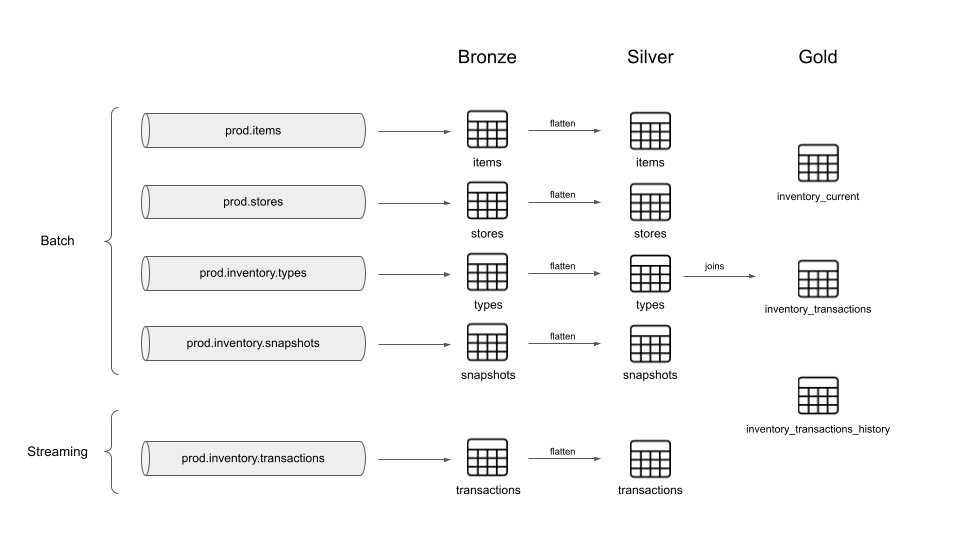 Bronze
Silver
Gold
Batch
prod.items
items
flatten
items
prod.stores
stores
flatten
stores
prod.inventory.types
types
flatten
types
joins
prod.inventory.snapshots
snapshots
flatten
snapshots
inventory_current
inventory_transactions
inventory_transactions_history
Streaming
prod.inventory.transactions
transactions
flatten
transactions